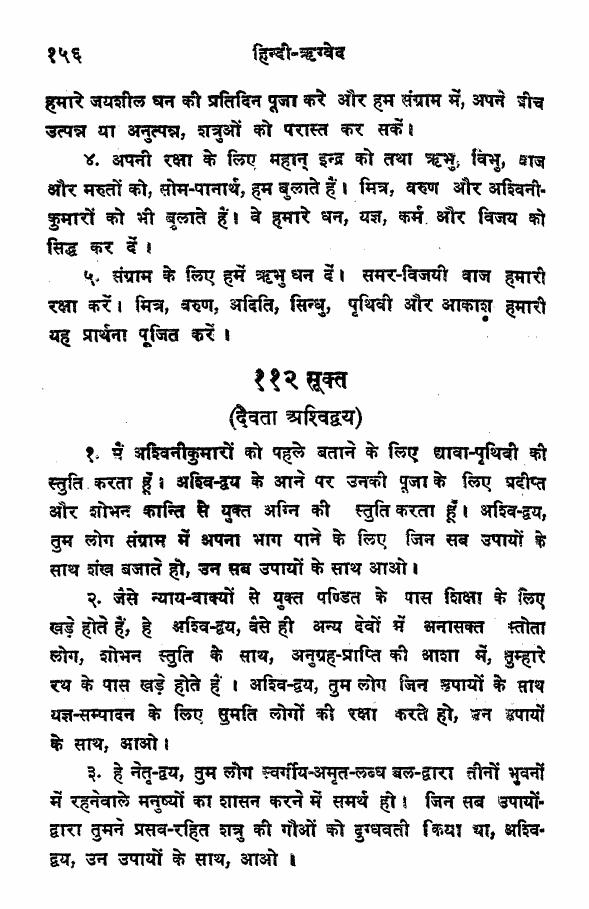 १५६ हिन्दी-ऋग्वेद
हमारे जयशील धन की प्रतिदिन पूजा करे और हम संग्राम में, अपने बीच
उत्पन्न या अनुत्पन्न, शत्रुओं को परास्त कर सकें।
४. अपनी रक्षा के लिए महान् इन्द्र को तथा ऋभु, विभु, वाज
और मरुतों को, सोम-पानार्थ, हम बुलाते हैं। मित्र, वरुण और अश्विनी-
कुमारों को भी बुलाते हैं। वे हमारे धन, यज्ञ, कर्म और विजय को
सिद्ध कर दें।
५. संग्राम के लिए हमें ऋभु धन दें। समर-विजयी वाज हमारी
रक्षा करें। मित्र, वरुण, अदिति, सिन्धु, पृथिवी और आकाश हमारी
यह प्रार्थना पूजित करें।
११२ सूक्त
(दैवता अश्विद्वय)
१. मैं अश्विनीकुमारों को पहले बताने के लिए द्यावा-पृथिवी की
स्तुति करता हूँ। अश्वि-द्वय के आने पर उनकी पूजा के लिए प्रदीप्त
और शोभन कान्ति से युक्त अग्नि की स्तुति करता हूँ। अश्वि-द्वय,
तुम लोग संग्राम में अपना भाग पाने के लिए जिन सब उपायों के
साथ शंख बजाते हो, उन सब उपायों के साथ आओ।
२. जैसे न्याय-वाक्यों से युक्त पण्डित के पास शिक्षा के लिए
खड़े होते हैं, हे अश्वि-द्वय, वैसे ही अन्य देवों में अनासक्त स्तोता
लोग, शोभन स्तुति के साथ, अनुग्रह-प्राप्ति की आशा में, तुम्हारे
रथ के पास खड़े होते हैं। अश्वि-द्वय, तुम लोग जिन उपायों के साथ
यज्ञ-सम्पादन के लिए सुमति लोगों की रक्षा करते हो, उन उपायों
के साथ, आओ।
३. हे नेतृ-द्वय, तुम लोग स्वर्गीय-अमृत-लब्ध बल-द्वारा तीनों भुवनों
में रहनेवाले मनुष्यों का शासन करने में समर्थ हो। जिन सब उपायों-
द्वारा तुमने प्रसव-रहित शत्रु की गौओं को दुग्धवती किया था, अश्वि-
द्वय, उन उपायों के साथ, आओ।